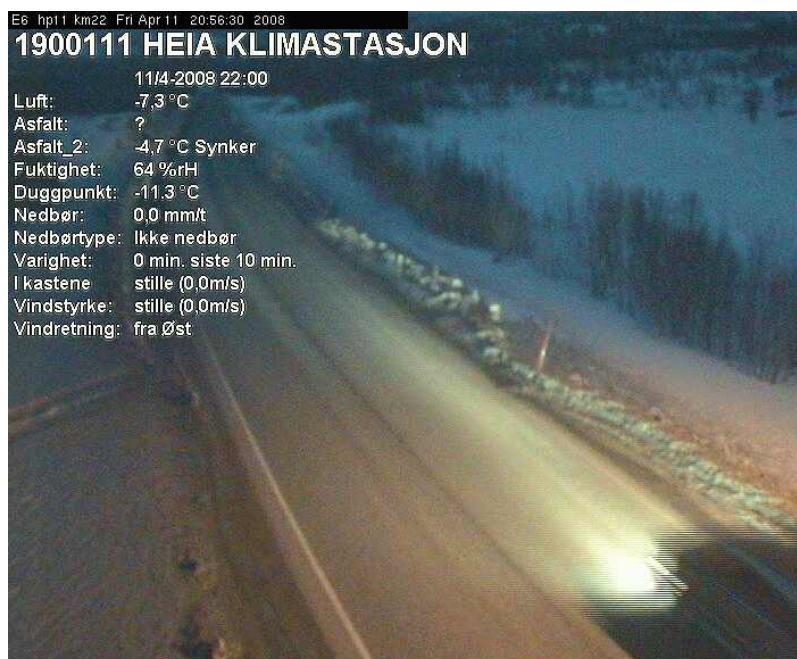 E6 hp11 km22 Fri Apr 11 20:56:30 2008
1900111 HEIA KLIMASTASJON
11/4-2008 22:00
Luft: -7,3 °C
Asfalt: ?
Asfalt_2: -4,7 °C Synker
Fuktighet: 64 %rH
Duggpunkt: -11.3 °C
Nedbør: 0,0 mm/t
Nedbørtype: Ikke nedbør
Varighet: 0 min. siste 10 min.
I kastene stille (0,0m/s)
Vindstyrke: stille (0,0m/s)
Vindretning: fra Øst